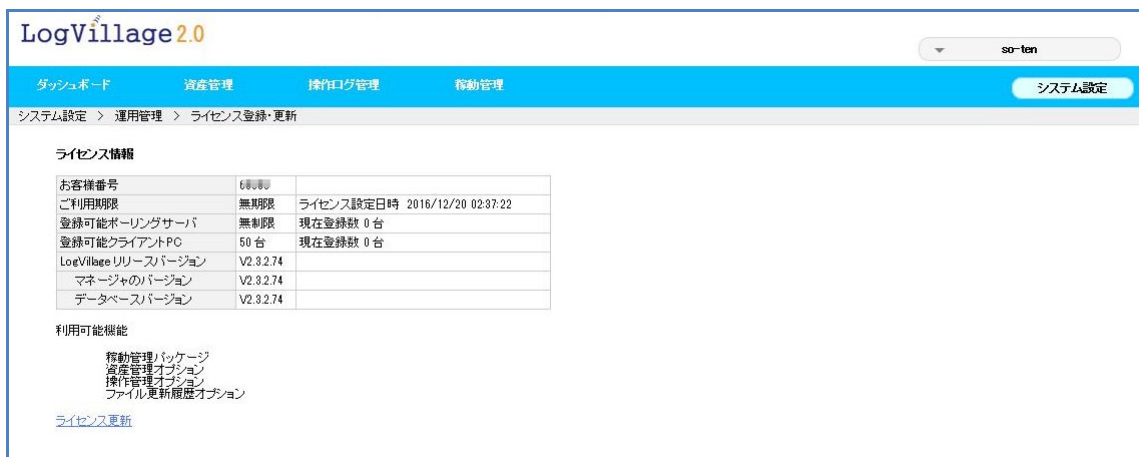 LogVillage 2.0
so-ten
ダッシュボード 資産管理 操作ログ管理 稼動管理 システム設定
システム設定 > 運用管理 > ライセンス登録・更新
ライセンス情報
お客様番号
ご利用期限 無期限 ライセンス設定日時 2016/12/20 02:37:22
登録可能ポーリングサーバ 無制限 現在登録数 0 台
登録可能クライアントPC 50 台 現在登録数 0 台
LogVillage リリースバージョン V2.3.2.74
マネージャのバージョン V2.3.2.74
データベースバージョン V2.3.2.74
利用可能機能
稼動管理パッケージ
資産管理オプション
操作管理オプション
ファイル更新履歴オプション
ライセンス更新